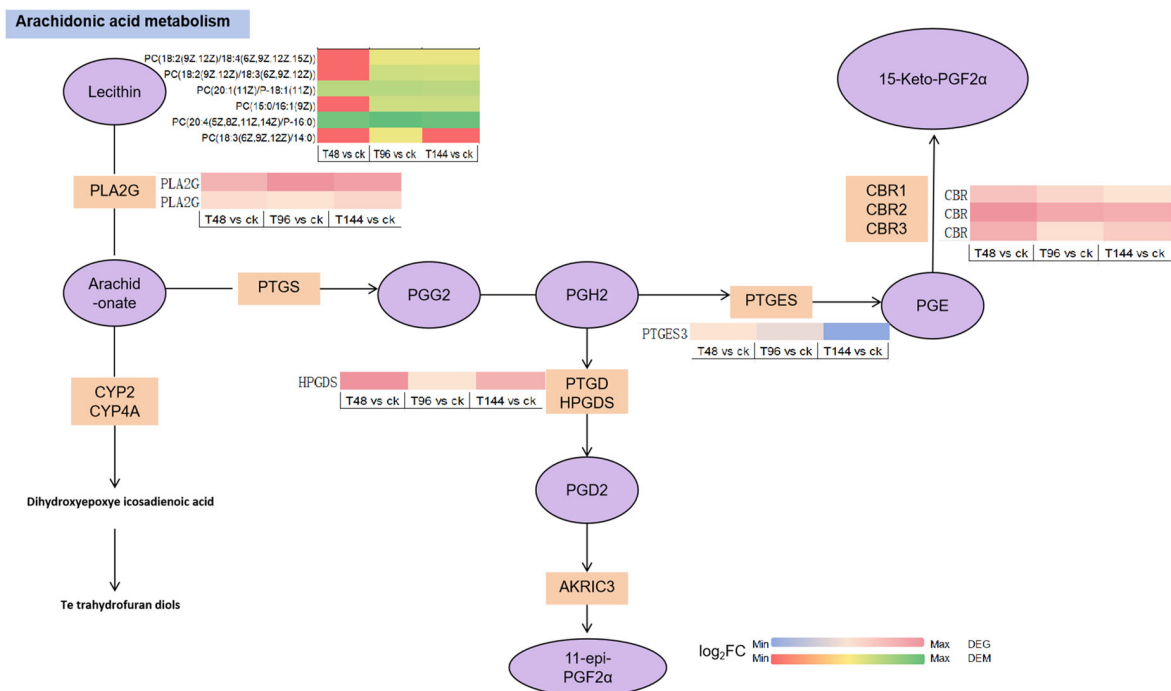 Arachidonic acid metabolism
Lecithin
PC(18:2(9Z.12Z)/18:4(6Z,9Z.12Z.15Z))
PC(18:2(9Z.12Z)/18:3(6Z,9Z.12Z))
PC(20:1(11Z)/P-18:1(11Z))
PC(15:0/16:1(9Z))
PC(20:4(5Z,8Z,11Z,14Z)/P-16:0)
PC(18:3(6Z,9Z.12Z)/14:0)
T48 vs ck T96 vs ck T144 vs ck
15-Keto-PGF2α
PLA2G
PLA2G
PLA2G
T48 vs ck T96 vs ck T144 vs ck
CBR1
CBR2
CBR3
CBR
CBR
CBR
T48 vs ck T96 vs ck T144 vs ck
Arachid
-onate
PTGS
PGG2
PGH2
PTGES
PGE
PTGES3
T48 vs ck T96 vs ck T144 vs ck
CYP2
CYP4A
HPGDS
T48 vs ck T96 vs ck T144 vs ck
PTGD
HPGDS
Dihydroxyepoxye icosadienoic acid
PGD2
Te trahydrofuran diols
AKRIC3
11-epi-
PGF2α
log₂FC
Min Max DEG
Min Max DEM